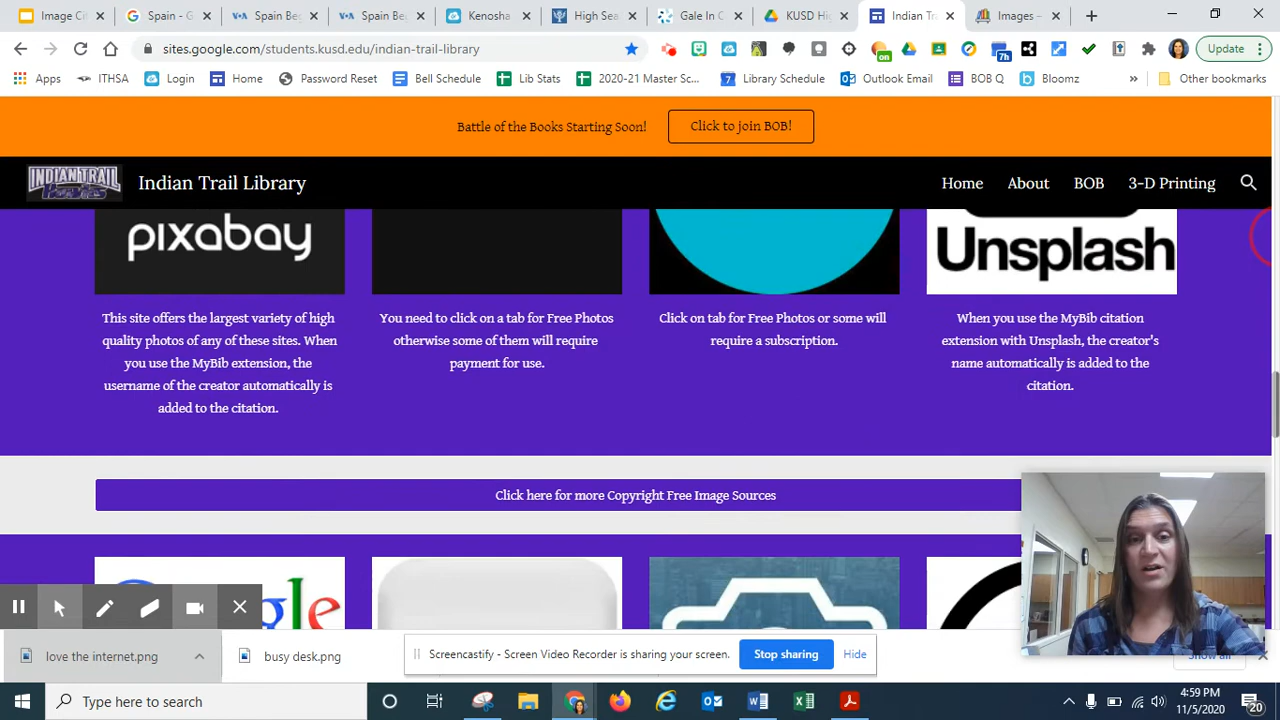 Image Ci
Spain - G
Spain Be
Spain Be
Kenosha
High Sea
Gale In C
KUSD Hi
Indian Tra
Images –
sites.google.com/students.kusd.edu/indian-trail-library
on
7h
Update
Apps
ITHSA
Login
Home
Password Reset
Bell Schedule
Lib Stats
2020-21 Master Sc...
7 Library Schedule
Outlook Email
BOB Q
Bloomz
»
Other bookmarks
Battle of the Books Starting Soon!
Click to join BOB!
INDIAN TRAIL
Indian Trail Library
Home
About
BOB
3-D Printing
pixabay
Unsplash
This site offers the largest variety of high
quality photos of any of these sites. When
you use the MyBib extension, the
username of the creator automatically is
added to the citation.
You need to click on a tab for Free Photos
otherwise some of them will require
payment for use.
Click on tab for Free Photos or some will
require a subscription.
When you use the MyBib citation
extension with Unsplash, the creator's
name automatically is added to the
citation.
Click here for more Copyright Free Image Sources
love the internet.png
busy desk.png
Screencastify - Screen Video Recorder is sharing your screen.
Stop sharing
Hide
Show all
Type here to search
4:59 PM
11/5/2020
20